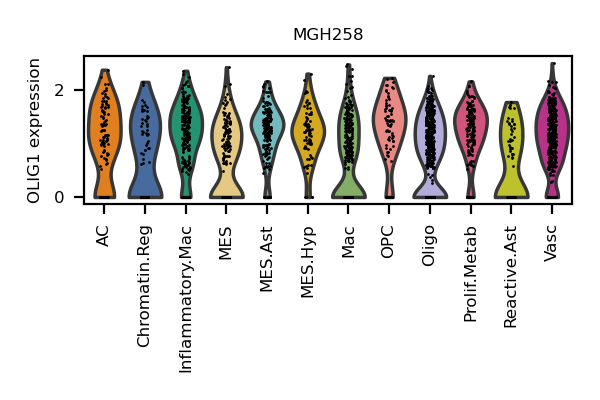 MGH258
OLIG1 expression
2
0
AC
Chromatin.Reg
Inflammatory.Mac
MES
MES.Ast
MES.Hyp
Mac
OPC
Oligo
Prolif.Metab
Reactive.Ast
Vasc